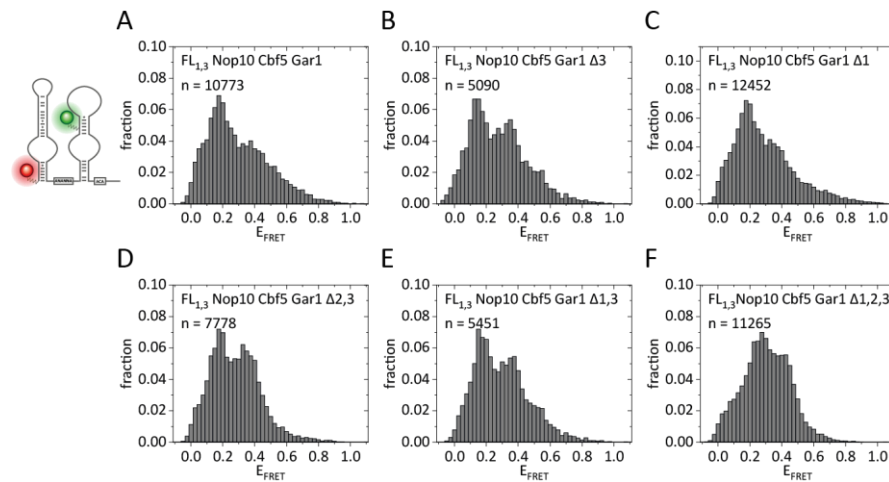 A
FL1,3 Nop10 Cbf5 Gar1
n = 10773
0.10
0.08
0.06
0.04
0.02
0.00
fraction
0.0 0.2 0.4 0.6 0.8 1.0
EFRET
B
FL1,3 Nop10 Cbf5 Gar1 Δ3
n = 5090
0.10
0.08
0.06
0.04
0.02
0.00
fraction
0.0 0.2 0.4 0.6 0.8 1.0
EFRET
C
FL1,3 Nop10 Cbf5 Gar1 Δ1
n = 12452
0.10
0.08
0.06
0.04
0.02
0.00
fraction
0.0 0.2 0.4 0.6 0.8 1.0
EFRET
D
FL1,3 Nop10 Cbf5 Gar1 Δ2,3
n = 7778
0.10
0.08
0.06
0.04
0.02
0.00
fraction
0.0 0.2 0.4 0.6 0.8 1.0
EFRET
E
FL1,3 Nop10 Cbf5 Gar1 Δ1,3
n = 5451
0.10
0.08
0.06
0.04
0.02
0.00
fraction
0.0 0.2 0.4 0.6 0.8 1.0
EFRET
F
FL1,3Nop10 Cbf5 Gar1 Δ1,2,3
n = 11265
0.10
0.08
0.06
0.04
0.02
0.00
fraction
0.0 0.2 0.4 0.6 0.8 1.0
EFRET